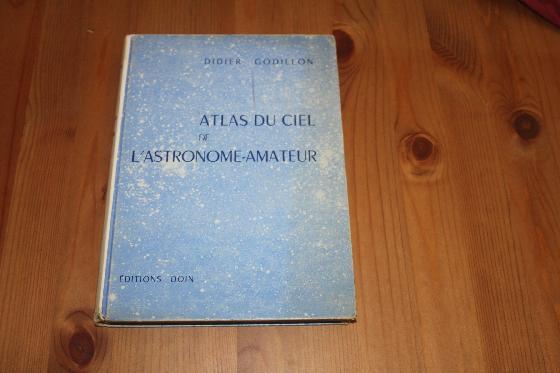 DIDIER GODILLON
ATLAS DU CIEL
DE
L'ASTRONOME-AMATEUR
EDITIONS DOIN